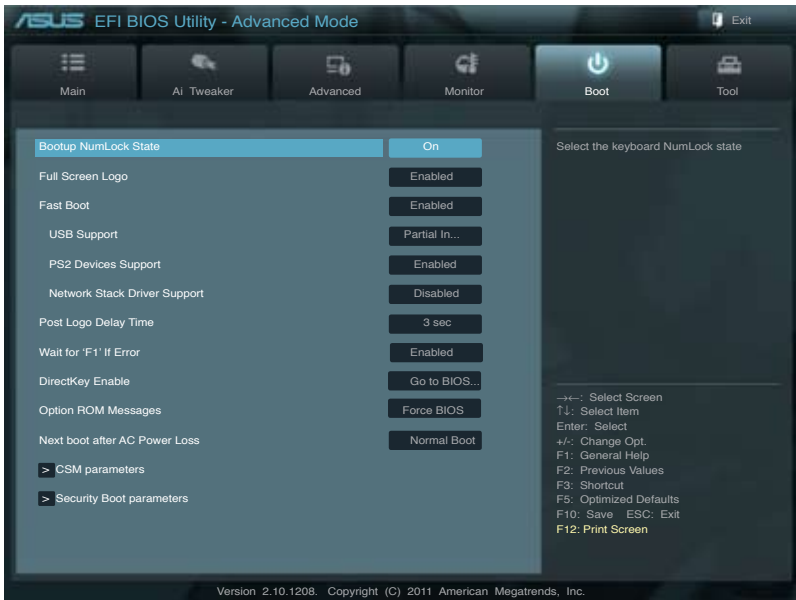 ASUS EFI BIOS Utility - Advanced Mode
Exit
Main
Ai Tweaker
Advanced
Monitor
Boot
Tool
Bootup NumLock State On
Full Screen Logo Enabled
Fast Boot Enabled
USB Support Partial In...
PS2 Devices Support Enabled
Network Stack Driver Support Disabled
Post Logo Delay Time 3 sec
Wait for ‘F1’ If Error Enabled
DirectKey Enable Go to BIOS...
Option ROM Messages Force BIOS
Next boot after AC Power Loss Normal Boot
> CSM parameters
> Security Boot parameters
Select the keyboard NumLock state
→←: Select Screen
↑↓: Select Item
Enter: Select
+/-: Change Opt.
F1: General Help
F2: Previous Values
F3: Shortcut
F5: Optimized Defaults
F10: Save ESC: Exit
F12: Print Screen
Version 2.10.1208. Copyright (C) 2011 American Megatrends, Inc.